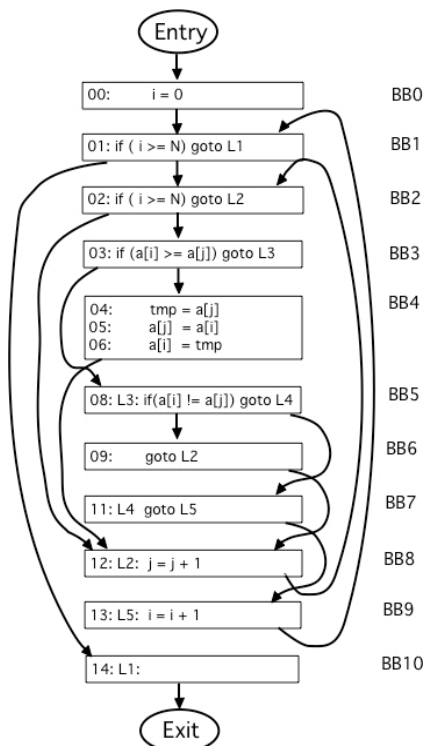 Entry
00: i = 0 BB0
01: if ( i >= N) goto L1 BB1
02: if ( i >= N) goto L2 BB2
03: if (a[i] >= a[j]) goto L3 BB3
04: tmp = a[j] BB4
05: a[j] = a[i]
06: a[i] = tmp
08: L3: if(a[i] != a[j]) goto L4 BB5
09: goto L2 BB6
11: L4 goto L5 BB7
12: L2: j = j + 1 BB8
13: L5: i = i + 1 BB9
14: L1: BB10
Exit